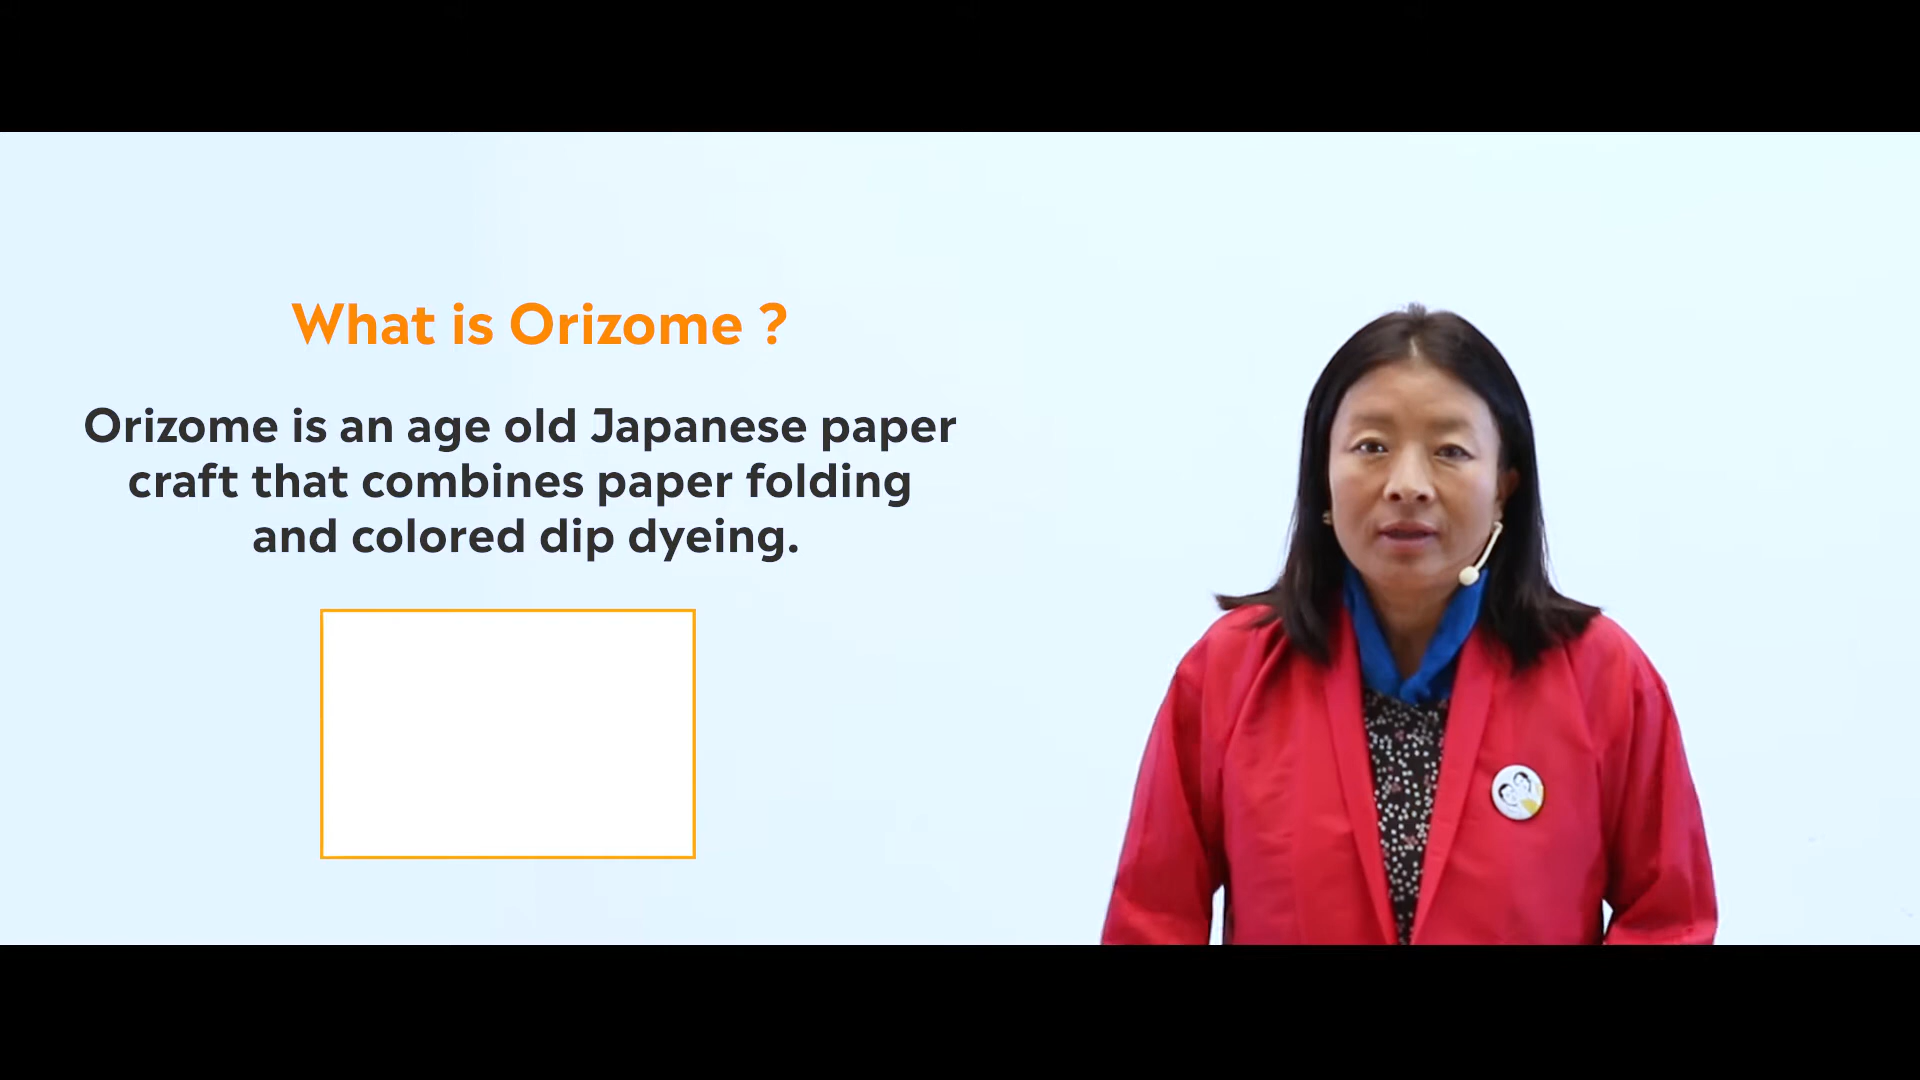 What is Orizome ?
Orizome is an age old Japanese paper
craft that combines paper folding
and colored dip dyeing.